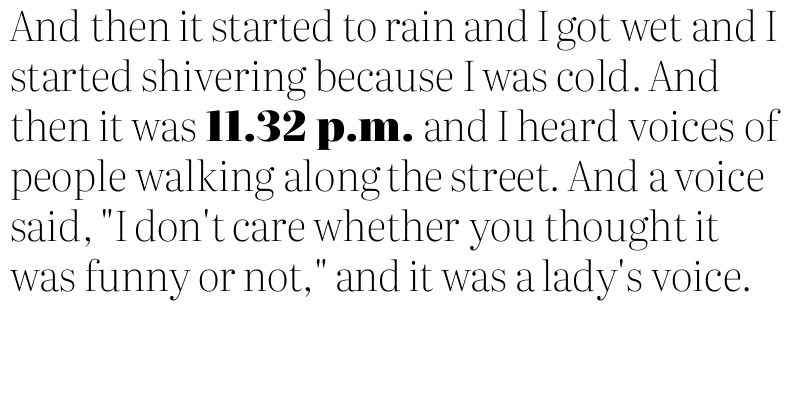 And then it started to rain and I got wet and I
started shivering because I was cold. And
then it was 11.32 p.m. and I heard voices of
people walking along the street. And a voice
said, "I don't care whether you thought it
was funny or not," and it was a lady's voice.